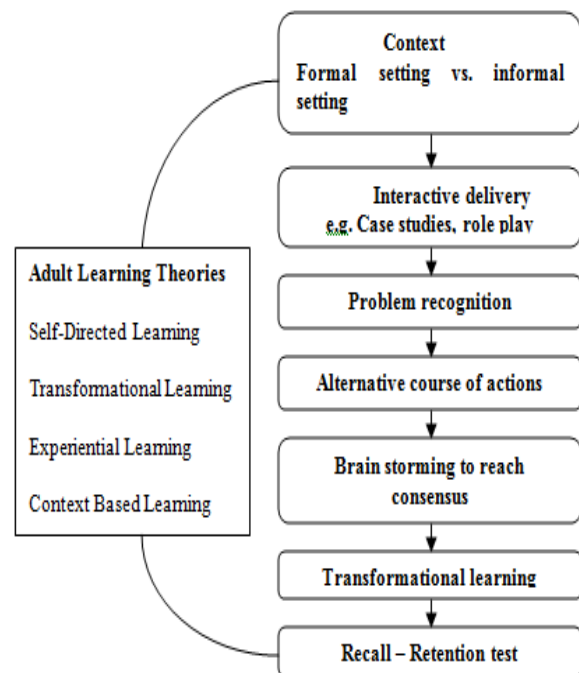 Context
Formal setting vs. informal
setting
Interactive delivery
e.g. Case studies, role play
Adult Learning Theories
Self-Directed Learning
Transformational Learning
Experiential Learning
Context Based Learning
Problem recognition
Alternative course of actions
Brain storming to reach
consensus
Transformational learning
Recall – Retention test